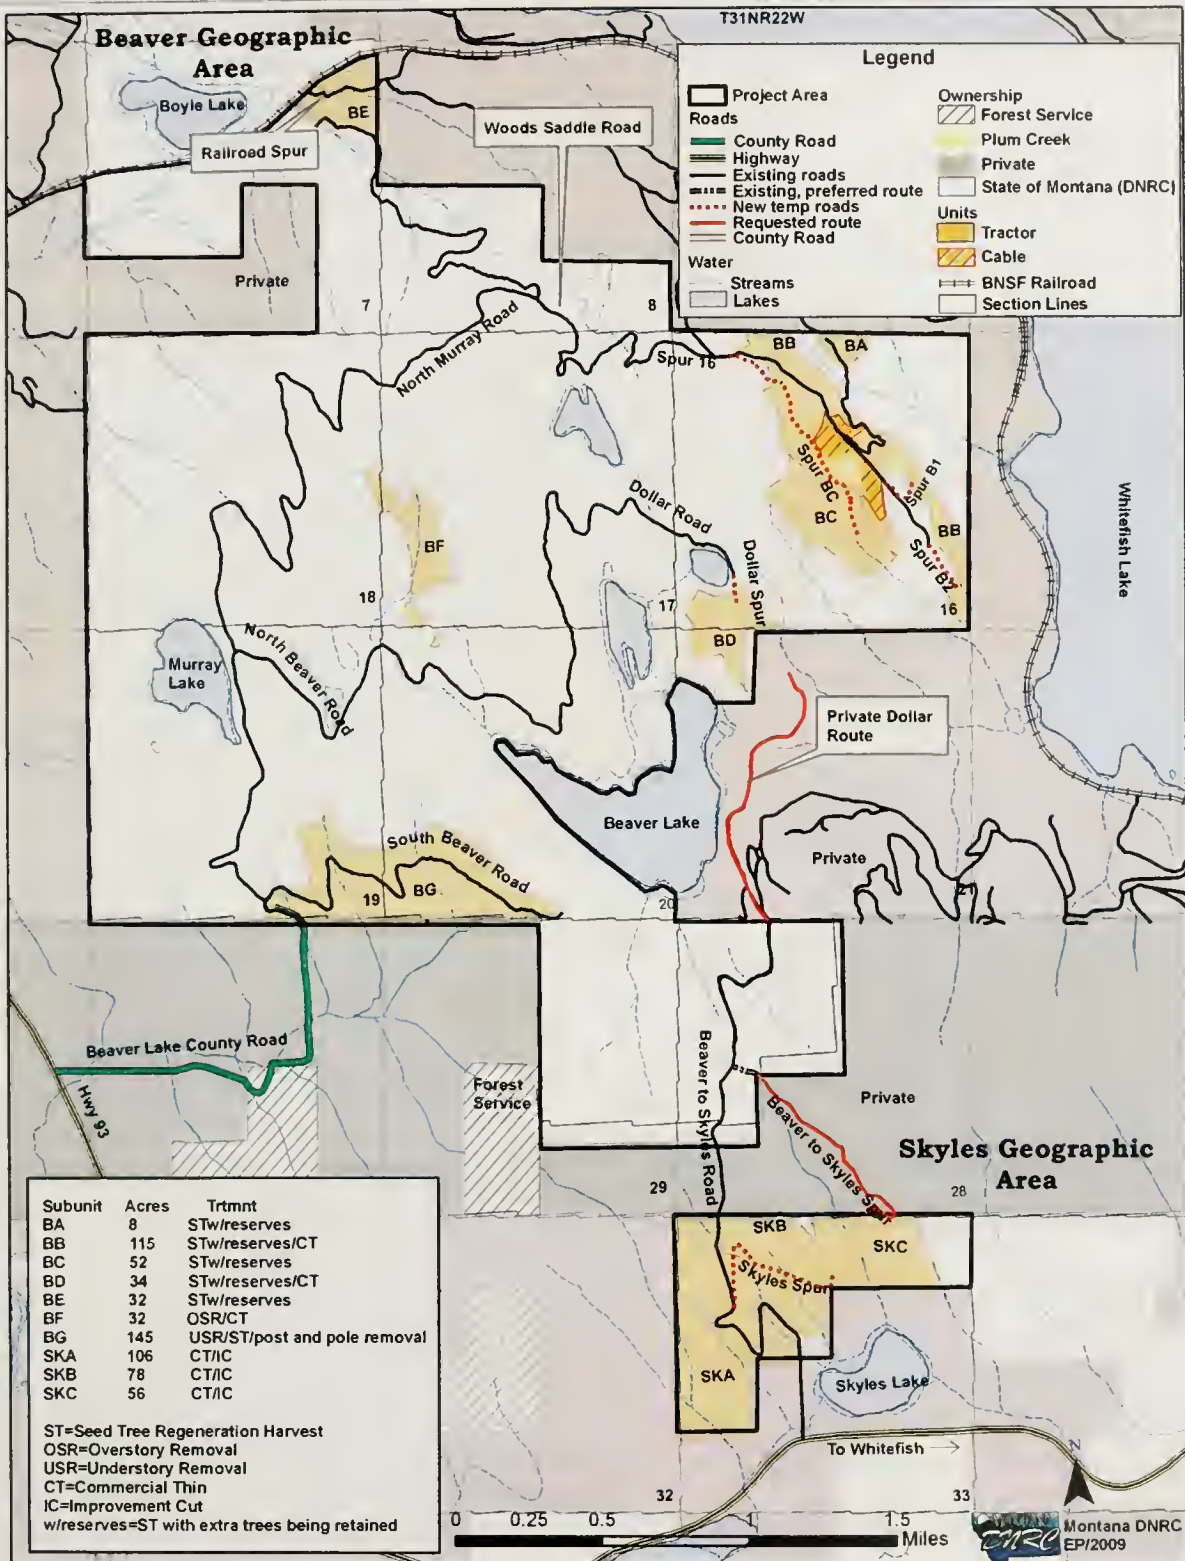 T31NR22W
Beaver Geographic
Area
Boyle Lake
BE
Railroad Spur
Woods Saddle Road
Legend
Project Area
Roads
County Road
Highway
Existing roads
Existing, preferred route
New temp roads
Requested route
County Road
Water
Streams
Lakes
Ownership
Forest Service
Plum Creek
Private
State of Montana (DNRC)
Units
Tractor
Cable
BNSF Railroad
Section Lines
Private
7
8
North Murray Road
Spur 16
BB
BA
Spur BC
BC
Spur B1
BB
Spur B2
16
Whitefish Lake
Dollar Road
Dollar Spur
BF
18
17
BD
Murray
Lake
North Beaver Road
Private Dollar
Route
Beaver Lake
Private
South Beaver Road
19
BG
20
21
Beaver Lake County Road
Hwy 93
Forest
Service
Beaver to Skyles Road
Private
Beaver to Skyles Spur
Skyles Geographic
Area
29
28
SKB
SKC
Skyles Spur
SKA
Skyles Lake
To Whitefish
32
33
N
Subunit Acres Trtmnt
BA 8 STw/reserves
BB 115 STw/reserves/CT
BC 52 STw/reserves
BD 34 STw/reserves/CT
BE 32 STw/reserves
BF 32 OSR/CT
BG 145 USR/ST/post and pole removal
SKA 106 CT/IC
SKB 78 CT/IC
SKC 56 CT/IC
ST=Seed Tree Regeneration Harvest
OSR=Overstory Removal
USR=Understory Removal
CT=Commercial Thin
IC=Improvement Cut
w/reserves=ST with extra trees being retained
0 0.25 0.5 1 1.5
Miles
DNRC
Montana DNRC
EP/2009